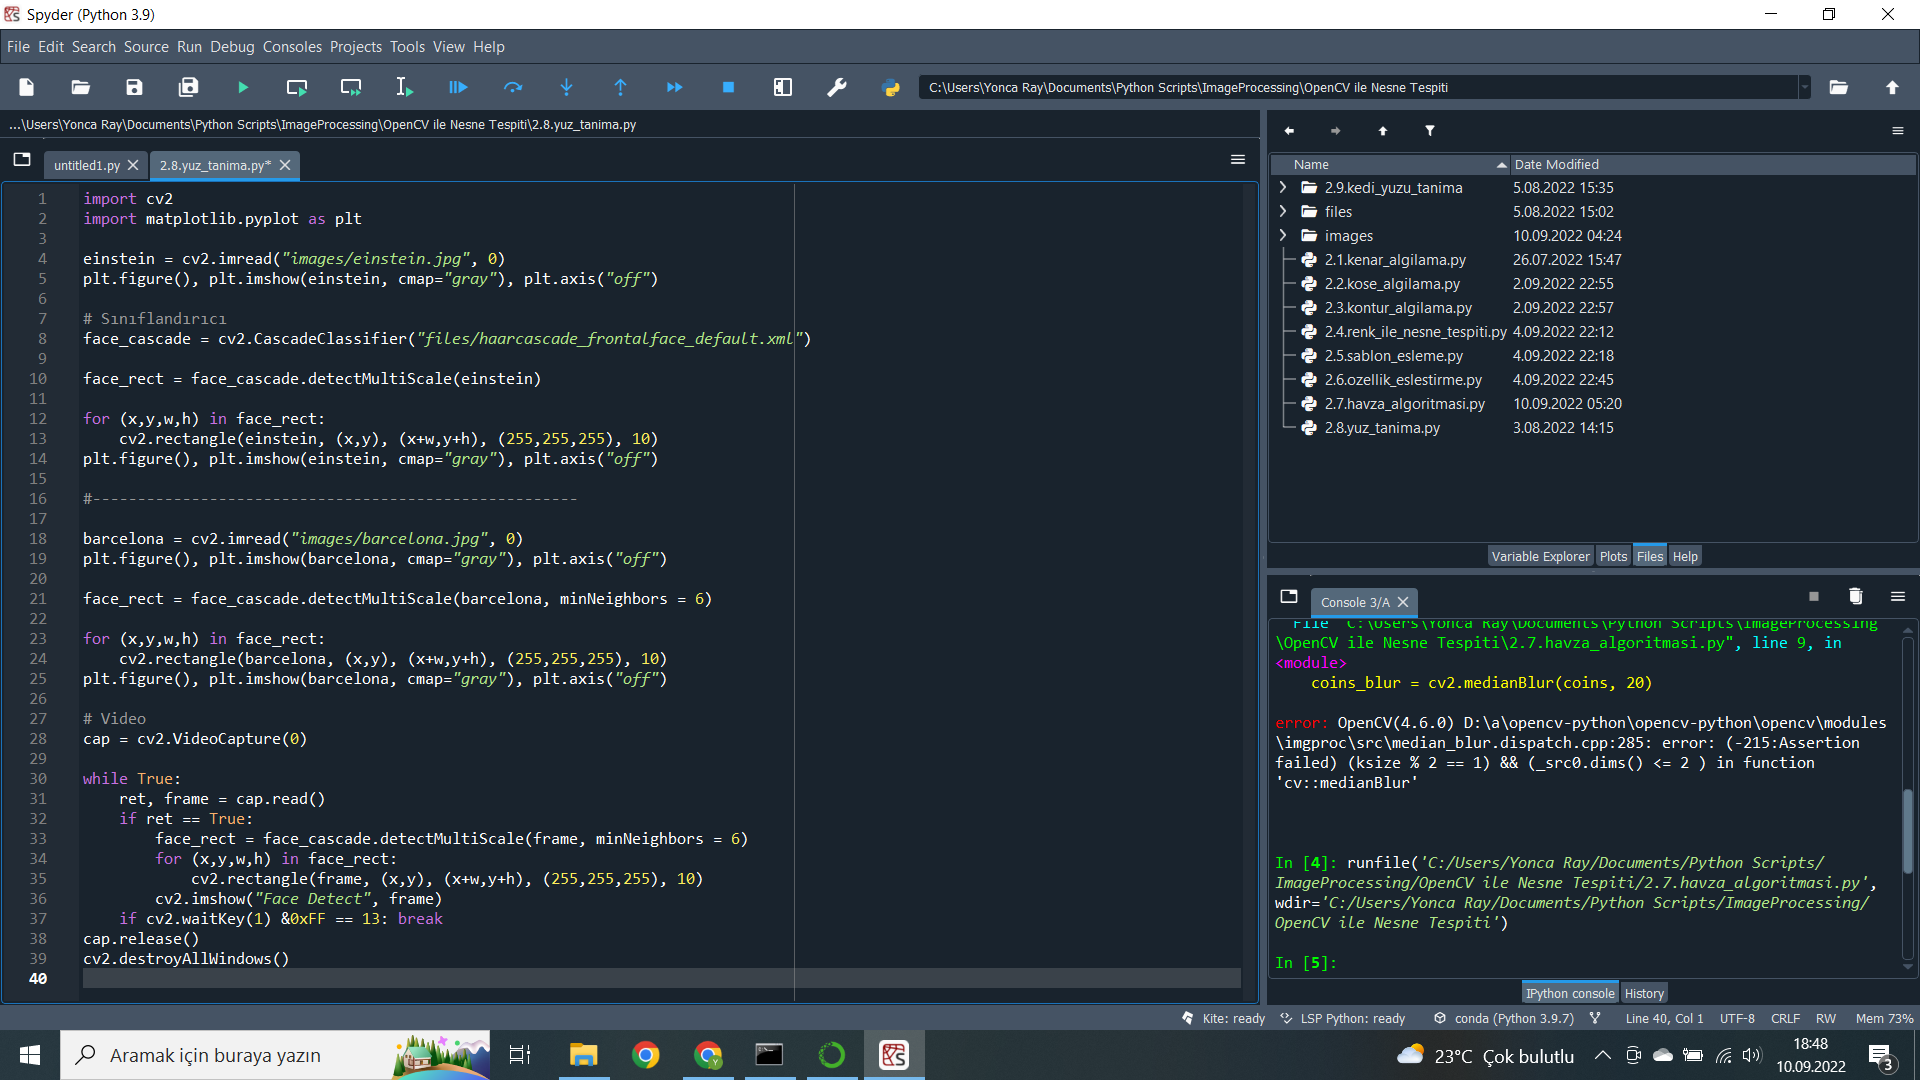 Spyder (Python 3.9)
File Edit Search Source Run Debug Consoles Projects Tools View Help
C:\Users\Yonca Ray\Documents\Python Scripts\ImageProcessing\OpenCV ile Nesne Tespiti
...\Users\Yonca Ray\Documents\Python Scripts\ImageProcessing\OpenCV ile Nesne Tespiti\2.8.yuz_tanima.py
untitled1.py
2.8.yuz_tanima.py*
1 import cv2
2 import matplotlib.pyplot as plt
3
4 einstein = cv2.imread("images/einstein.jpg", 0)
5 plt.figure(), plt.imshow(einstein, cmap="gray"), plt.axis("off")
6
7 # Sınıflandırıcı
8 face_cascade = cv2.CascadeClassifier("files/haarcascade_frontalface_default.xml")
9
10 face_rect = face_cascade.detectMultiScale(einstein)
11
12 for (x,y,w,h) in face_rect:
13     cv2.rectangle(einstein, (x,y), (x+w,y+h), (255,255,255), 10)
14 plt.figure(), plt.imshow(einstein, cmap="gray"), plt.axis("off")
15
16 #------------------------------------------------------
17
18 barcelona = cv2.imread("images/barcelona.jpg", 0)
19 plt.figure(), plt.imshow(barcelona, cmap="gray"), plt.axis("off")
20
21 face_rect = face_cascade.detectMultiScale(barcelona, minNeighbors = 6)
22
23 for (x,y,w,h) in face_rect:
24     cv2.rectangle(barcelona, (x,y), (x+w,y+h), (255,255,255), 10)
25 plt.figure(), plt.imshow(barcelona, cmap="gray"), plt.axis("off")
26
27 # Video
28 cap = cv2.VideoCapture(0)
29
30 while True:
31     ret, frame = cap.read()
32     if ret == True:
33         face_rect = face_cascade.detectMultiScale(frame, minNeighbors = 6)
34         for (x,y,w,h) in face_rect:
35             cv2.rectangle(frame, (x,y), (x+w,y+h), (255,255,255), 10)
36         cv2.imshow("Face Detect", frame)
37     if cv2.waitKey(1) &0xFF == 13: break
38 cap.release()
39 cv2.destroyAllWindows()
40
Name Date Modified
2.9.kedi_yuzu_tanima 5.08.2022 15:35
files 5.08.2022 15:02
images 10.09.2022 04:24
2.1.kenar_algilama.py 26.07.2022 15:47
2.2.kose_algilama.py 2.09.2022 22:55
2.3.kontur_algilama.py 2.09.2022 22:57
2.4.renk_ile_nesne_tespiti.py 4.09.2022 22:12
2.5.sablon_esleme.py 4.09.2022 22:18
2.6.ozellik_eslestirme.py 4.09.2022 22:45
2.7.havza_algoritmasi.py 10.09.2022 05:20
2.8.yuz_tanima.py 3.08.2022 14:15
Variable Explorer Plots Files Help
Console 3/A
File "C:\Users\Yonca Ray\Documents\Python Scripts\ImageProcessing
\OpenCV ile Nesne Tespiti\2.7.havza_algoritmasi.py", line 9, in
<module>
    coins_blur = cv2.medianBlur(coins, 20)
error: OpenCV(4.6.0) D:\a\opencv-python\opencv-python\opencv\modules
\imgproc\src\median_blur.dispatch.cpp:285: error: (-215:Assertion
failed) (ksize % 2 == 1) && (_src0.dims() <= 2 ) in function
'cv::medianBlur'
In [4]: runfile('C:/Users/Yonca Ray/Documents/Python Scripts/
ImageProcessing/OpenCV ile Nesne Tespiti/2.7.havza_algoritmasi.py',
wdir='C:/Users/Yonca Ray/Documents/Python Scripts/ImageProcessing/
OpenCV ile Nesne Tespiti')
In [5]:
IPython console History
Kite: ready LSP Python: ready conda (Python 3.9.7) Line 40, Col 1 UTF-8 CRLF RW Mem 73%
Aramak için buraya yazın
23°C Çok bulutlu
18:48
10.09.2022
3